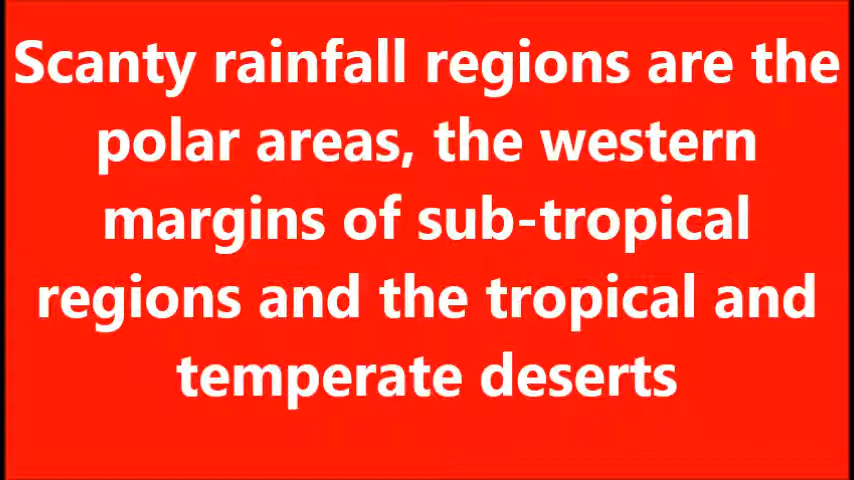 Scanty rainfall regions are the
polar areas, the western
margins of sub-tropical
regions and the tropical and
temperate deserts